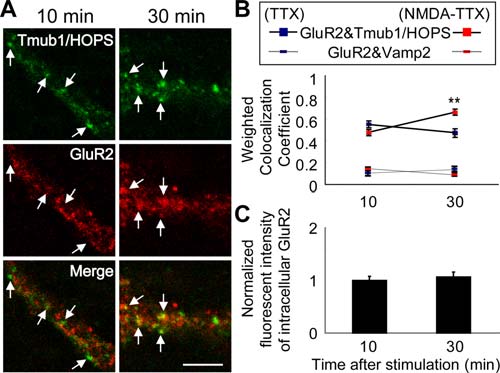 A
10 min
30 min
Tmub1/HOPS
GluR2
Merge
B
(TTX)
(NMDA-TTX)
GluR2&Tmub1/HOPS
GluR2&Vamp2
Weighted
Colocalization
Coefficient
1
0.8
0.6
0.4
0.2
0
**
10
30
C
Normalized
fluorescent intensity
of intracellular GluR2
2
1
0
10
30
Time after stimulation (min)